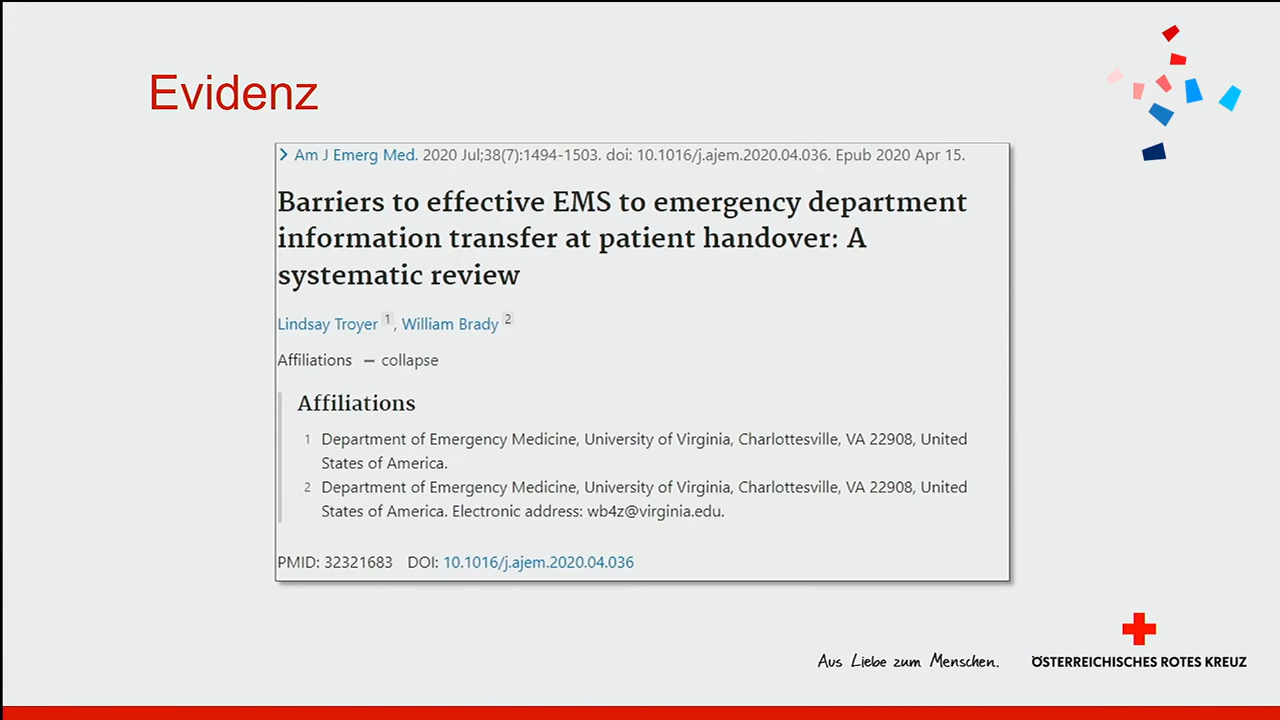 Evidenz
Am J Emerg Med. 2020 Jul;38(7):1494-1503. doi: 10.1016/j.ajem.2020.04.036. Epub 2020 Apr 15.
Barriers to effective EMS to emergency department
information transfer at patient handover: A
systematic review
Lindsay Troyer 1, William Brady 2
Affiliations – collapse
Affiliations
1 Department of Emergency Medicine, University of Virginia, Charlottesville, VA 22908, United
States of America.
2 Department of Emergency Medicine, University of Virginia, Charlottesville, VA 22908, United
States of America. Electronic address: wb4z@virginia.edu.
PMID: 32321683 DOI: 10.1016/j.ajem.2020.04.036
Aus Liebe zum Menschen.
ÖSTERREICHISCHES ROTES KREUZ